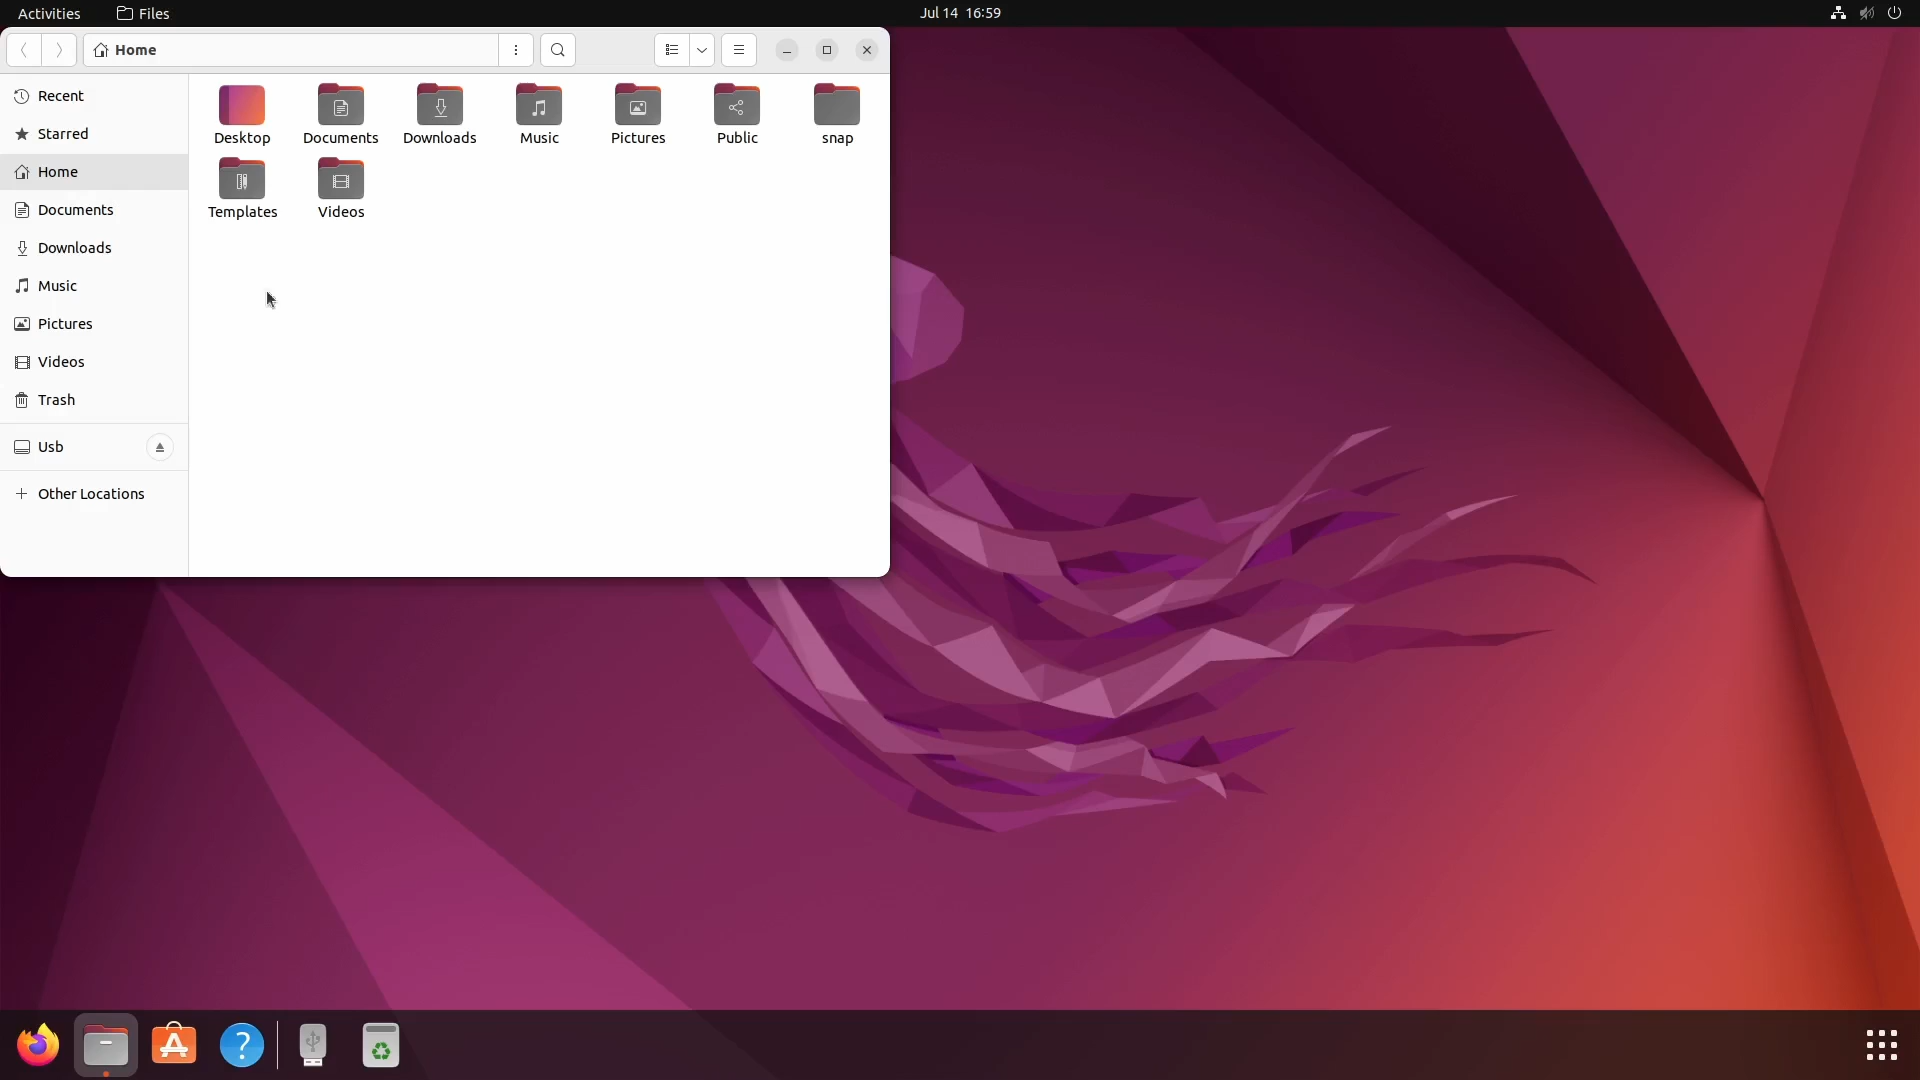 Activities
Files
Jul 14 16:59
Home
Recent
Starred
Home
Documents
Downloads
Music
Pictures
Videos
Trash
Usb
Other Locations
Desktop
Documents
Downloads
Music
Pictures
Public
snap
Templates
Videos